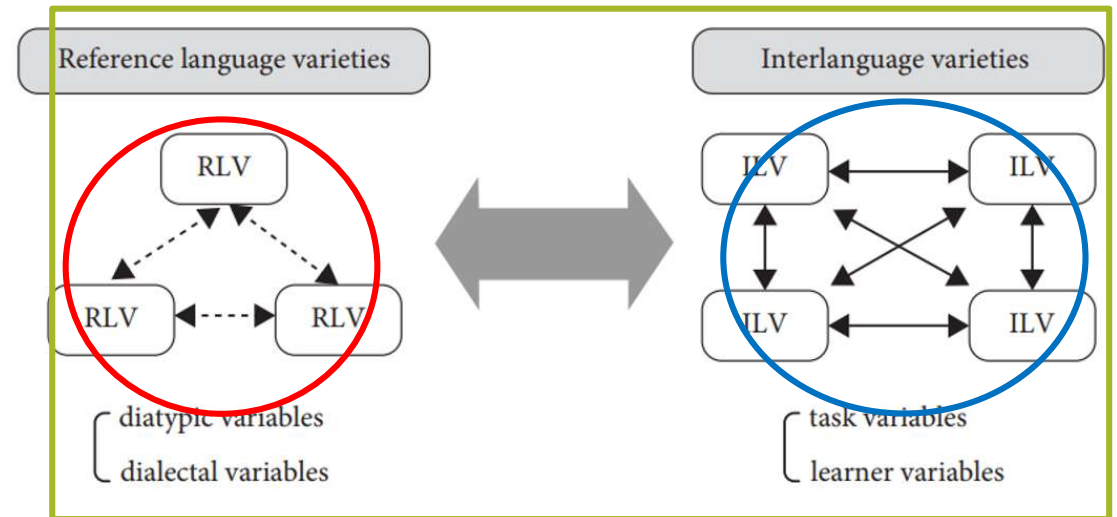 Reference language varieties
Interlanguage varieties
RLV
RLV
RLV
ILV
ILV
ILV
ILV
diatypic variables
dialectal variables
task variables
learner variables